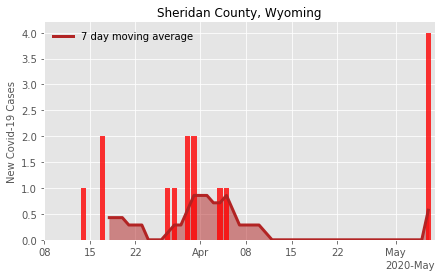 Sheridan County, Wyoming
7 day moving average
New Covid-19 Cases
4.0
3.5
3.0
2.5
2.0
1.5
1.0
0.5
0.0
08 15 22 Apr 08 15 22 May
2020-May